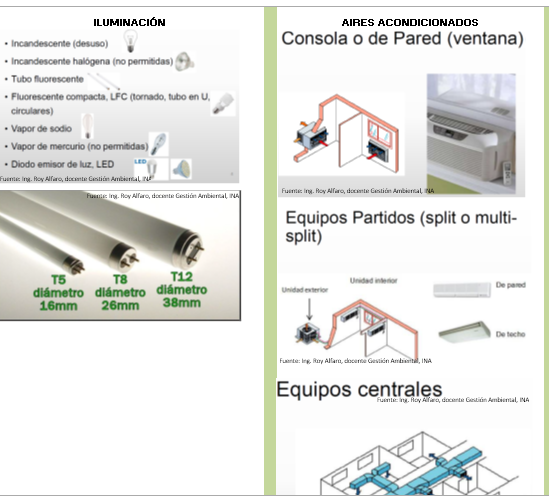 ILUMINACIÓN
• Incandescente (desuso)
• Incandescente halógena (no permitidas)
• Tubo fluorescente
• Fluorescente compacta, LFC (tornado, tubo en U,
circulares)
• Vapor de sodio
• Vapor de mercurio (no permitidas)
• Diodo emisor de luz, LED
LED
Fuente: Ing. Roy Alfaro, docente Gestión Ambiental, INA
Fuente: Ing. Roy Alfaro, docente Gestión Ambiental, INA
T5
diámetro
16mm
T8
diámetro
26mm
T12
diámetro
38mm
AIRES ACONDICIONADOS
Consola o de Pared (ventana)
Fuente: Ing. Roy Alfaro, docente Gestión Ambiental, INA
Equipos Partidos (split o multi-
split)
Unidad interior
Unidad exterior
De pared
De techo
Fuente: Ing. Roy Alfaro, docente Gestión Ambiental, INA
Equipos centrales
Fuente: Ing. Roy Alfaro, docente Gestión Ambiental, INA